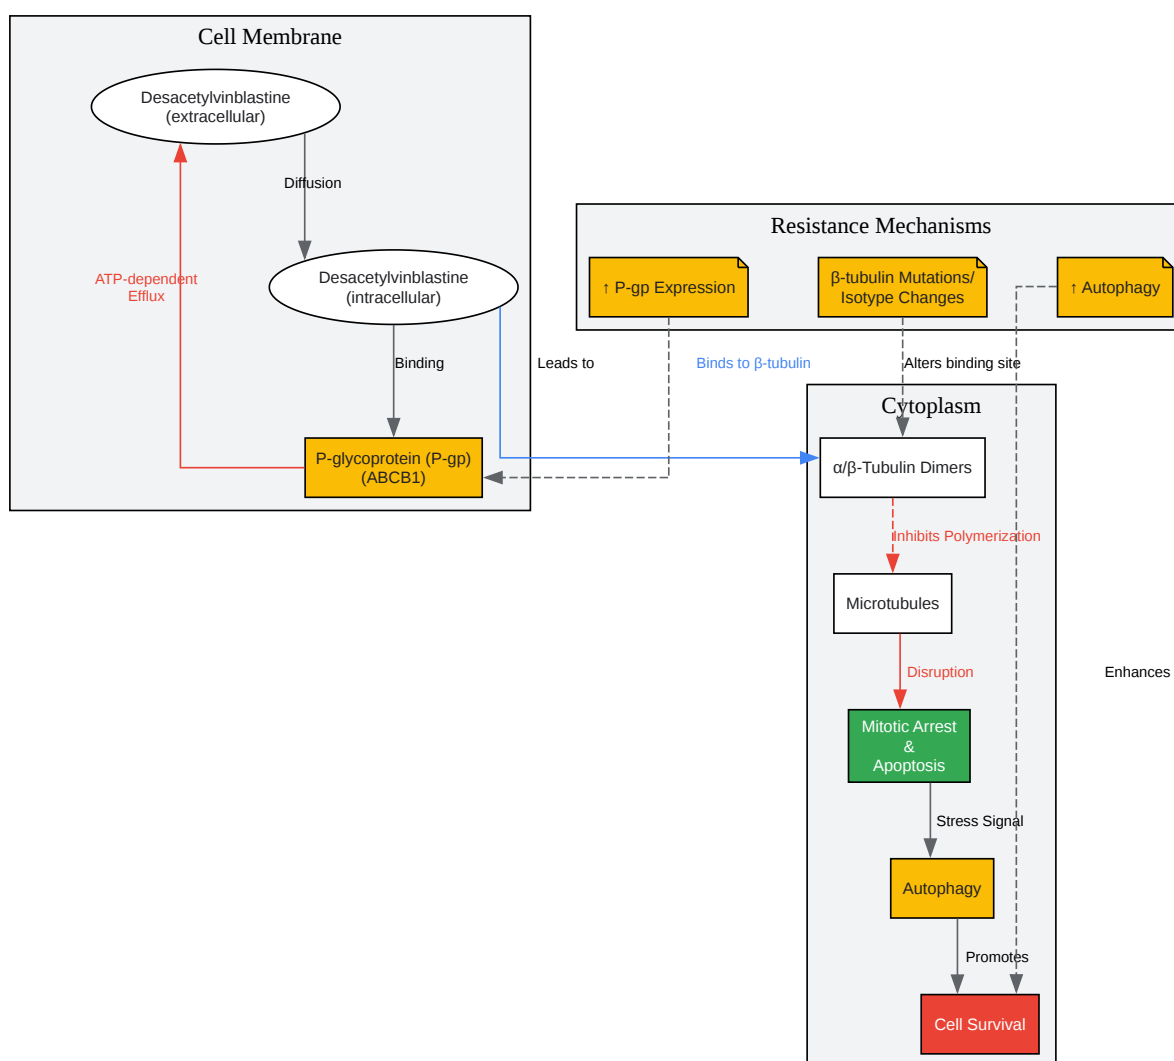 Cell Membrane
Desacetylvinblastine
(extracellular)
Diffusion
ATP-dependent
Efflux
Desacetylvinblastine
(intracellular)
Binding
P-glycoprotein (P-gp)
(ABCB1)
Resistance Mechanisms
↑ P-gp Expression
β-tubulin Mutations/
Isotype Changes
↑ Autophagy
Leads to
Binds to β-tubulin
Alters binding site
Cytoplasm
α/β-Tubulin Dimers
Inhibits Polymerization
Microtubules
Disruption
Enhances
Mitotic Arrest
&
Apoptosis
Stress Signal
Autophagy
Promotes
Cell Survival